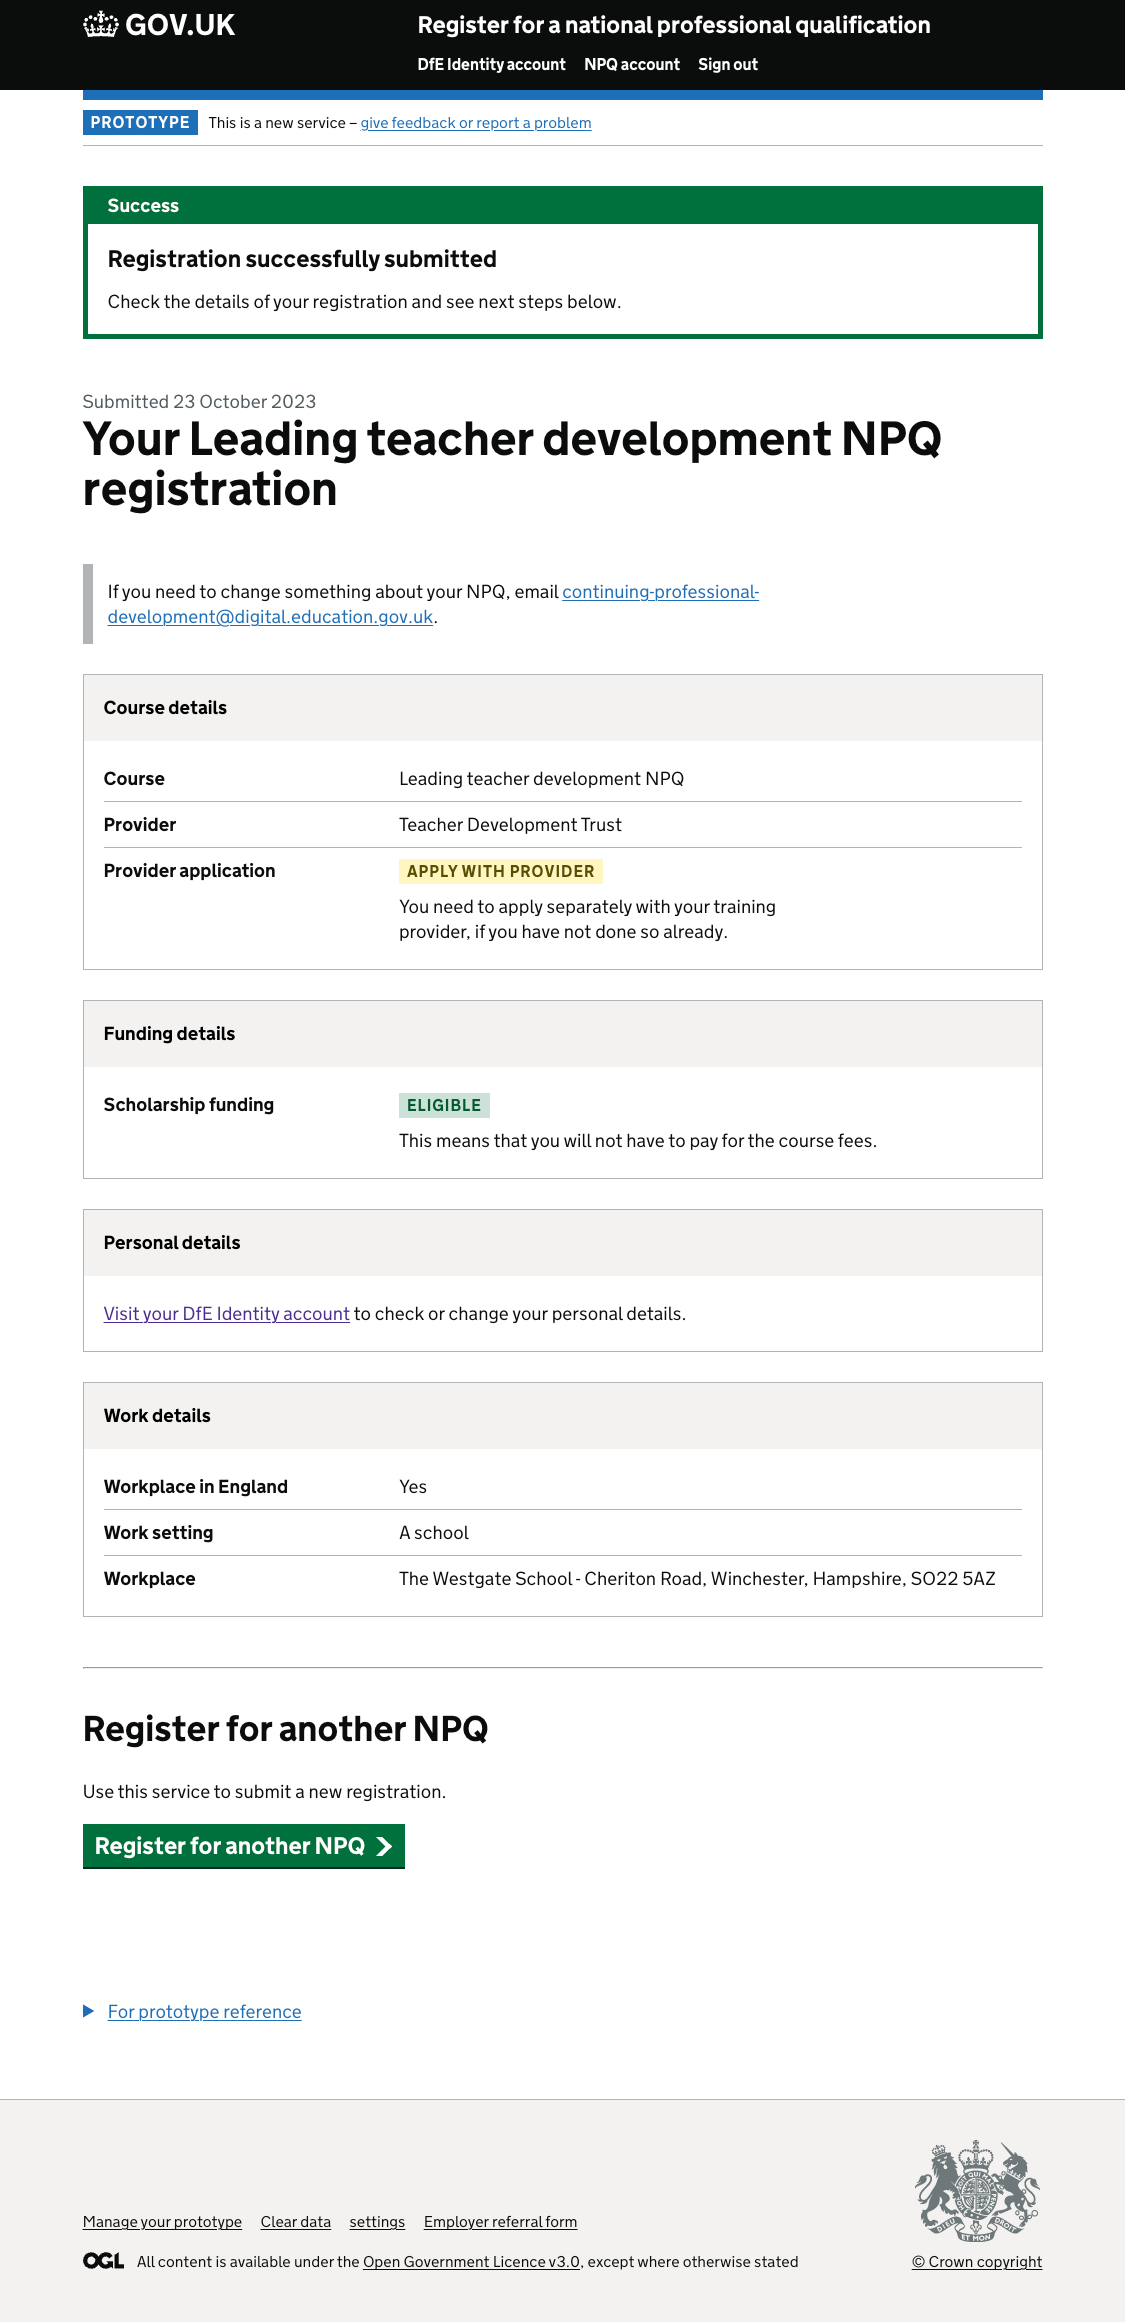 GOV.UK
Register for a national professional qualification
DfE Identity account NPQ account Sign out
PROTOTYPE This is a new service – give feedback or report a problem
Success
Registration successfully submitted
Check the details of your registration and see next steps below.
Submitted 23 October 2023
Your Leading teacher development NPQ
registration
If you need to change something about your NPQ, email continuing-professional-
development@digital.education.gov.uk.
Course details
Course Leading teacher development NPQ
Provider Teacher Development Trust
Provider application APPLY WITH PROVIDER
You need to apply separately with your training
provider, if you have not done so already.
Funding details
Scholarship funding ELIGIBLE
This means that you will not have to pay for the course fees.
Personal details
Visit your DfE Identity account to check or change your personal details.
Work details
Workplace in England Yes
Work setting A school
Workplace The Westgate School - Cheriton Road, Winchester, Hampshire, SO22 5AZ
Register for another NPQ
Use this service to submit a new registration.
Register for another NPQ
For prototype reference
Manage your prototype Clear data settings Employer referral form
OGL All content is available under the Open Government Licence v3.0, except where otherwise stated
DIEU ET MON DROIT
© Crown copyright